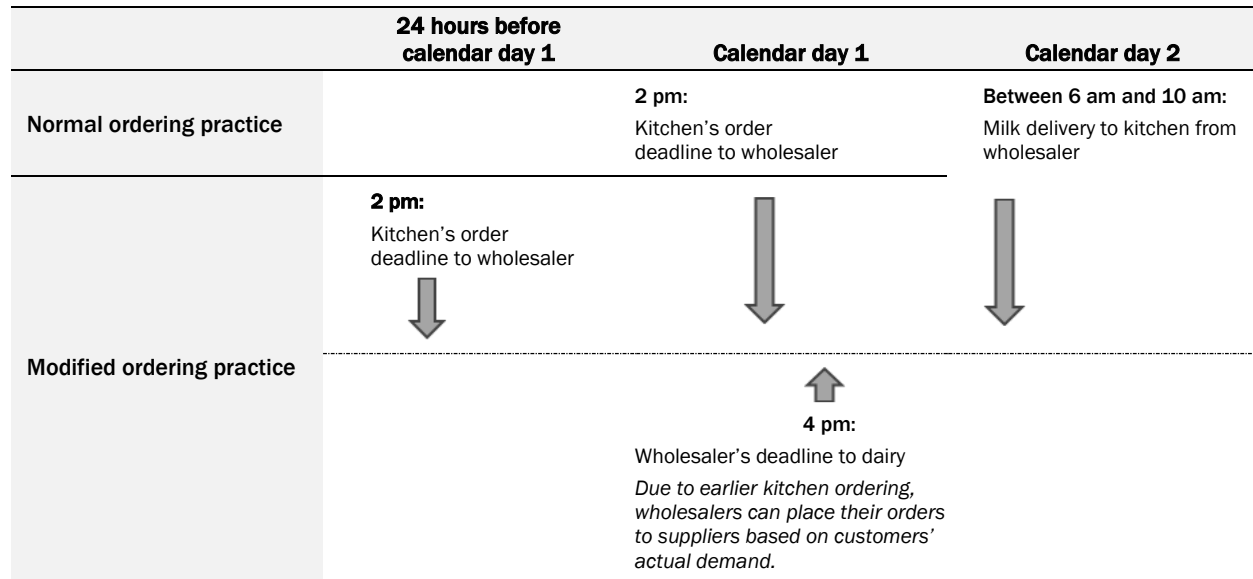 24 hours before
calendar day 1
Calendar day 1
Calendar day 2
Normal ordering practice
2 pm:
Kitchen’s order
deadline to wholesaler
Between 6 am and 10 am:
Milk delivery to kitchen from
wholesaler
Modified ordering practice
2 pm:
Kitchen’s order
deadline to wholesaler
4 pm:
Wholesaler’s deadline to dairy
Due to earlier kitchen ordering,
wholesalers can place their orders
to suppliers based on customers’
actual demand.